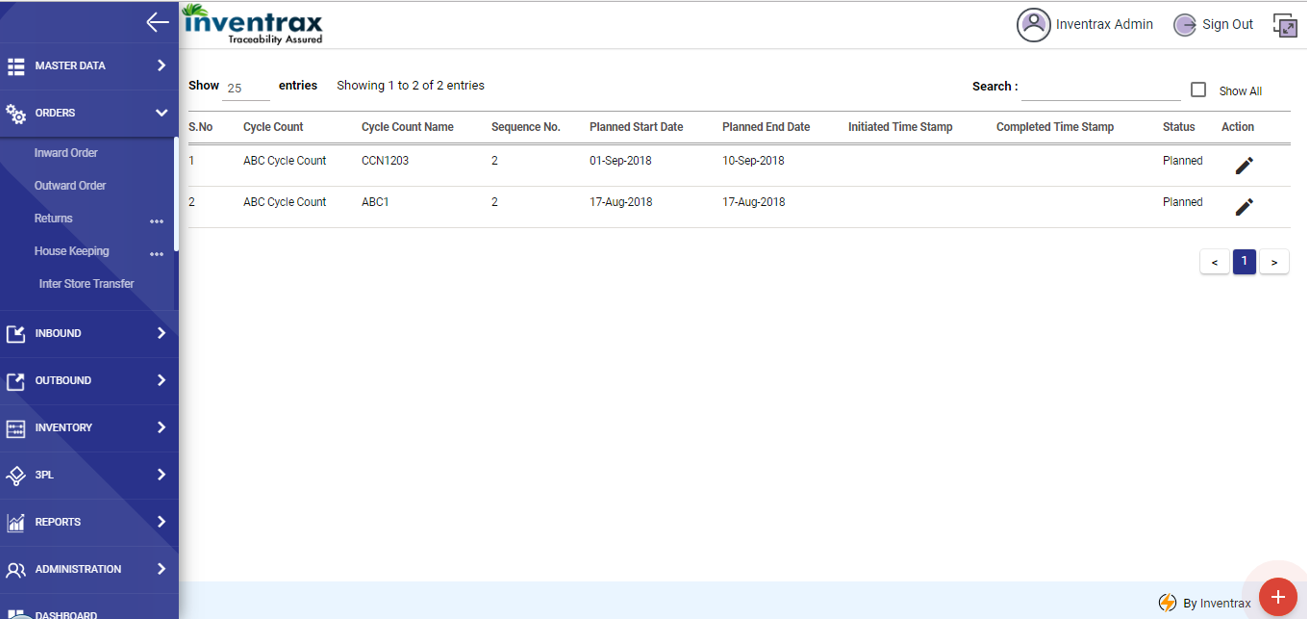 inventrax
Traceability Assured
Inventrax Admin
Sign Out
MASTER DATA
ORDERS
Inward Order
Outward Order
Returns ...
House Keeping ...
Inter Store Transfer
INBOUND
OUTBOUND
INVENTORY
3PL
REPORTS
ADMINISTRATION
DASHBOARD
Show 25 entries Showing 1 to 2 of 2 entries Search : Show All
S.No Cycle Count Cycle Count Name Sequence No. Planned Start Date Planned End Date Initiated Time Stamp Completed Time Stamp Status Action
1 ABC Cycle Count CCN1203 2 01-Sep-2018 10-Sep-2018 Planned
2 ABC Cycle Count ABC1 2 17-Aug-2018 17-Aug-2018 Planned
< 1 >
By Inventrax +